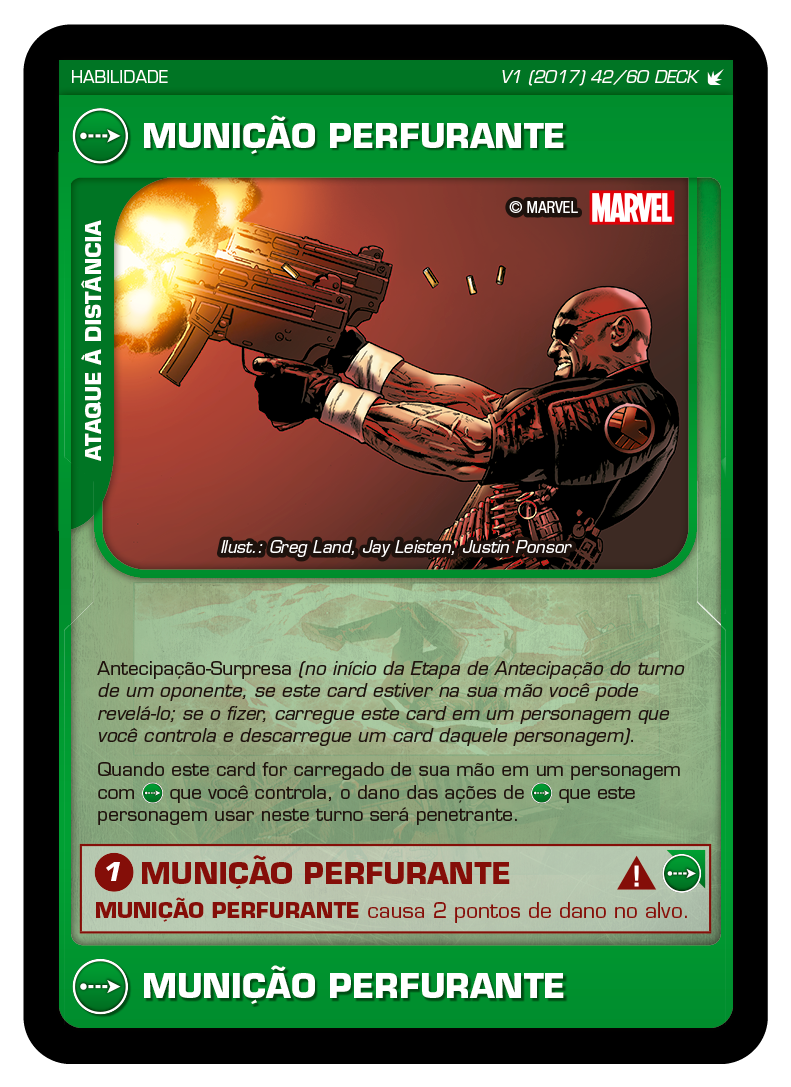 HABILIDADE
V1 (2017) 42/60 DECK
MUNIÇÃO PERFURANTE
© MARVEL MARVEL
ATAQUE À DISTÂNCIA
Ilust.: Greg Land, Jay Leisten, Justin Ponsor
Antecipação-Surpresa (no início da Etapa de Antecipação do turno
de um oponente, se este card estiver na sua mão você pode
revelá-lo; se o fizer, carregue este card em um personagem que
você controla e descarregue um card daquele personagem).
Quando este card for carregado de sua mão em um personagem
com que você controla, o dano das ações de que este
personagem usar neste turno será penetrante.
1 MUNIÇÃO PERFURANTE !
MUNIÇÃO PERFURANTE causa 2 pontos de dano no alvo.
MUNIÇÃO PERFURANTE